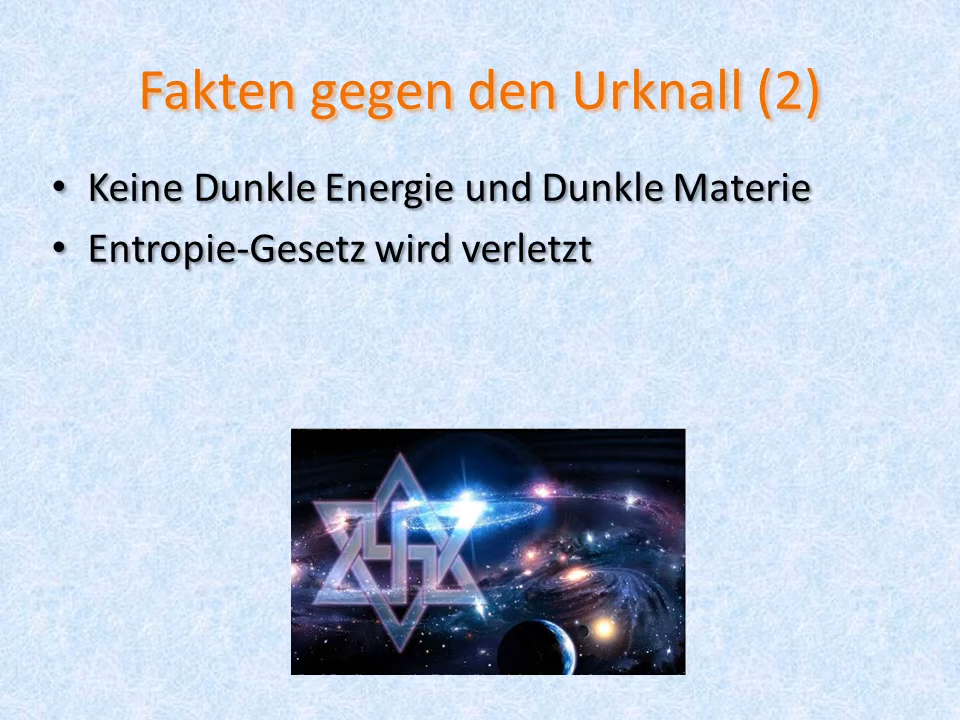 Fakten gegen den Urknall (2)
• Keine Dunkle Energie und Dunkle Materie
• Entropie-Gesetz wird verletzt